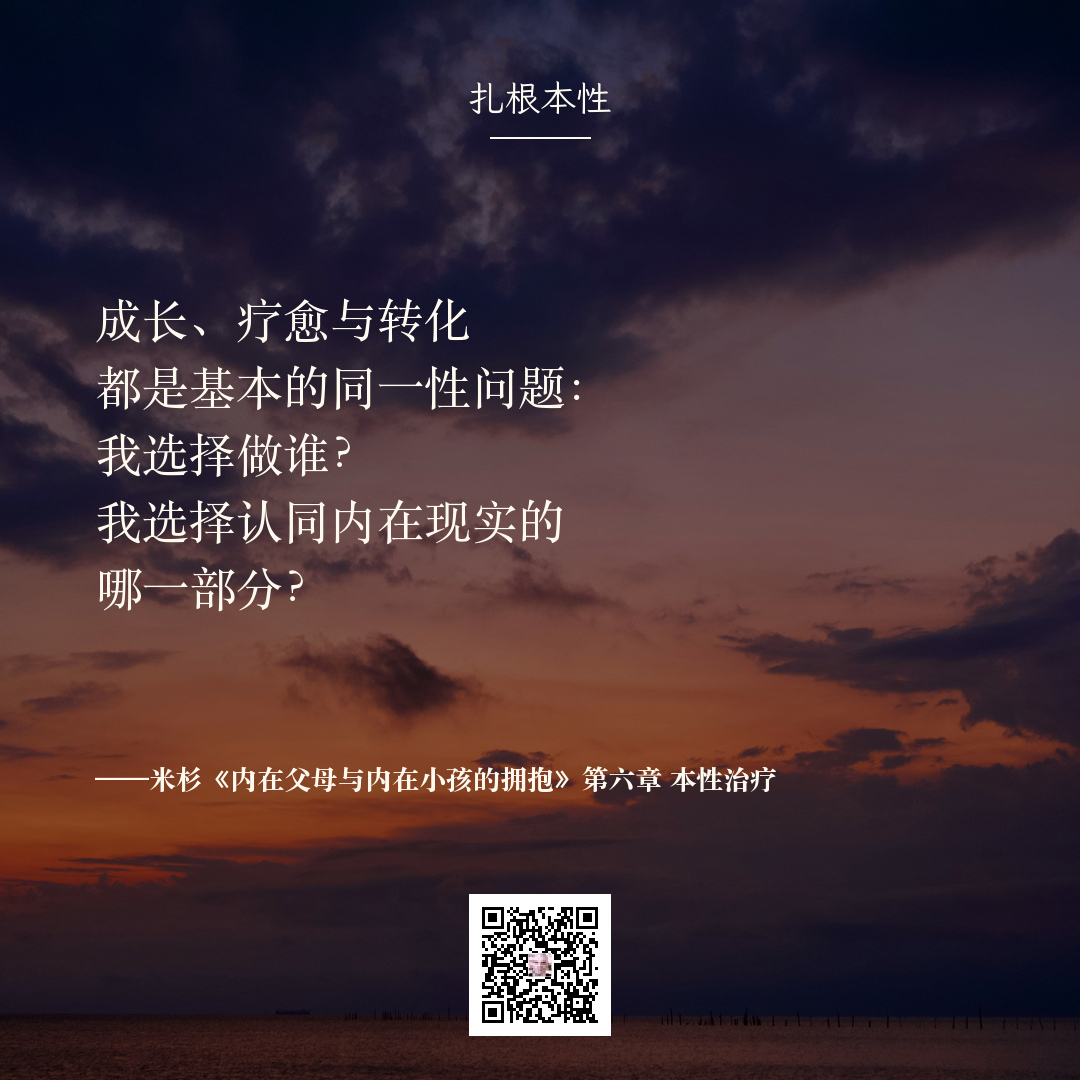 扎根本性
成长、疗愈与转化
都是基本的同一性问题：
我选择做谁？
我选择认同内在现实的
哪一部分？
——米杉《内在父母与内在小孩的拥抱》第六章 本性治疗